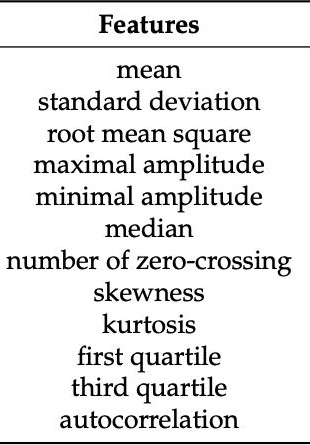 Features
mean
standard deviation
root mean square
maximal amplitude
minimal amplitude
median
number of zero-crossing
skewness
kurtosis
first quartile
third quartile
autocorrelation